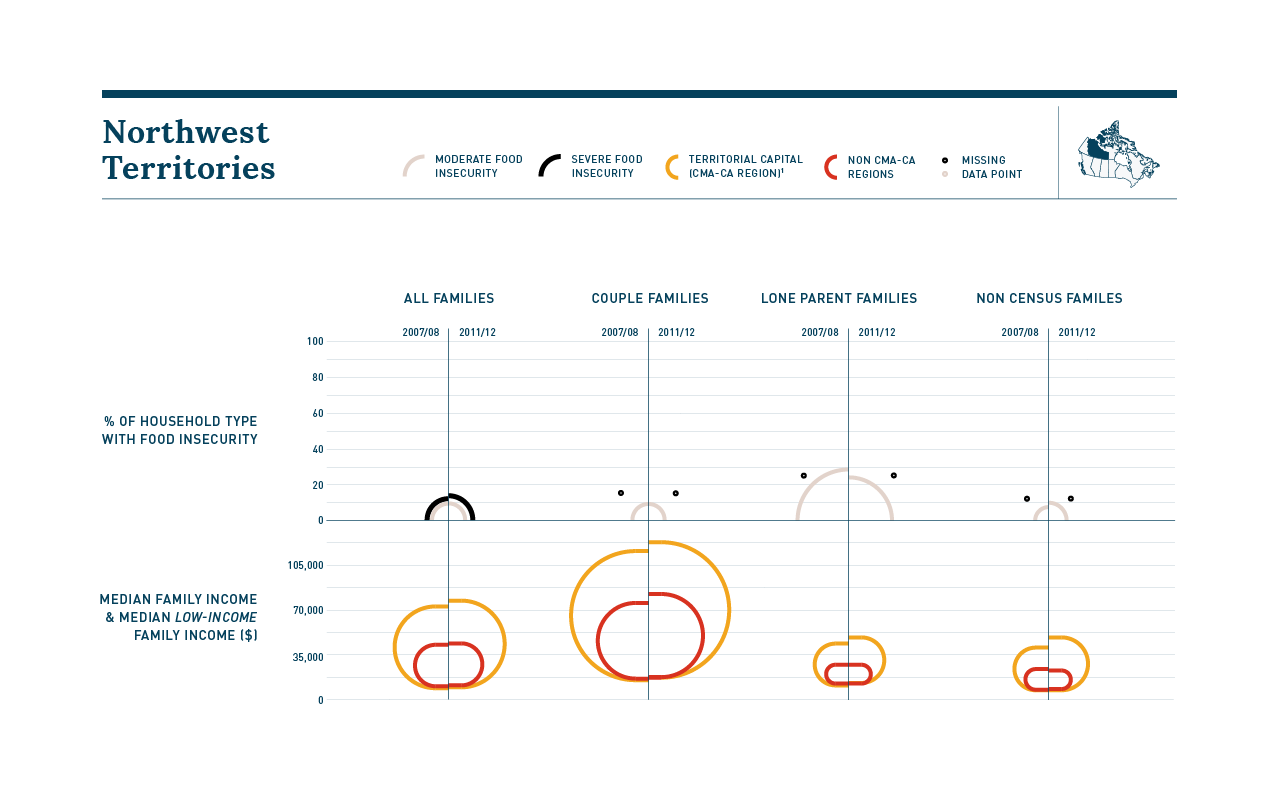 Northwest
Territories
MODERATE FOOD
INSECURITY
SEVERE FOOD
INSECURITY
TERRITORIAL CAPITAL
(CMA-CA REGION)¹
NON CMA-CA
REGIONS
MISSING
DATA POINT
ALL FAMILIES
COUPLE FAMILIES
LONE PARENT FAMILIES
NON CENSUS FAMILES
2007/08 2011/12
2007/08 2011/12
2007/08 2011/12
2007/08 2011/12
% OF HOUSEHOLD TYPE
WITH FOOD INSECURITY
100
80
60
40
20
0
MEDIAN FAMILY INCOME
& MEDIAN LOW-INCOME
FAMILY INCOME ($)
105,000
70,000
35,000
0